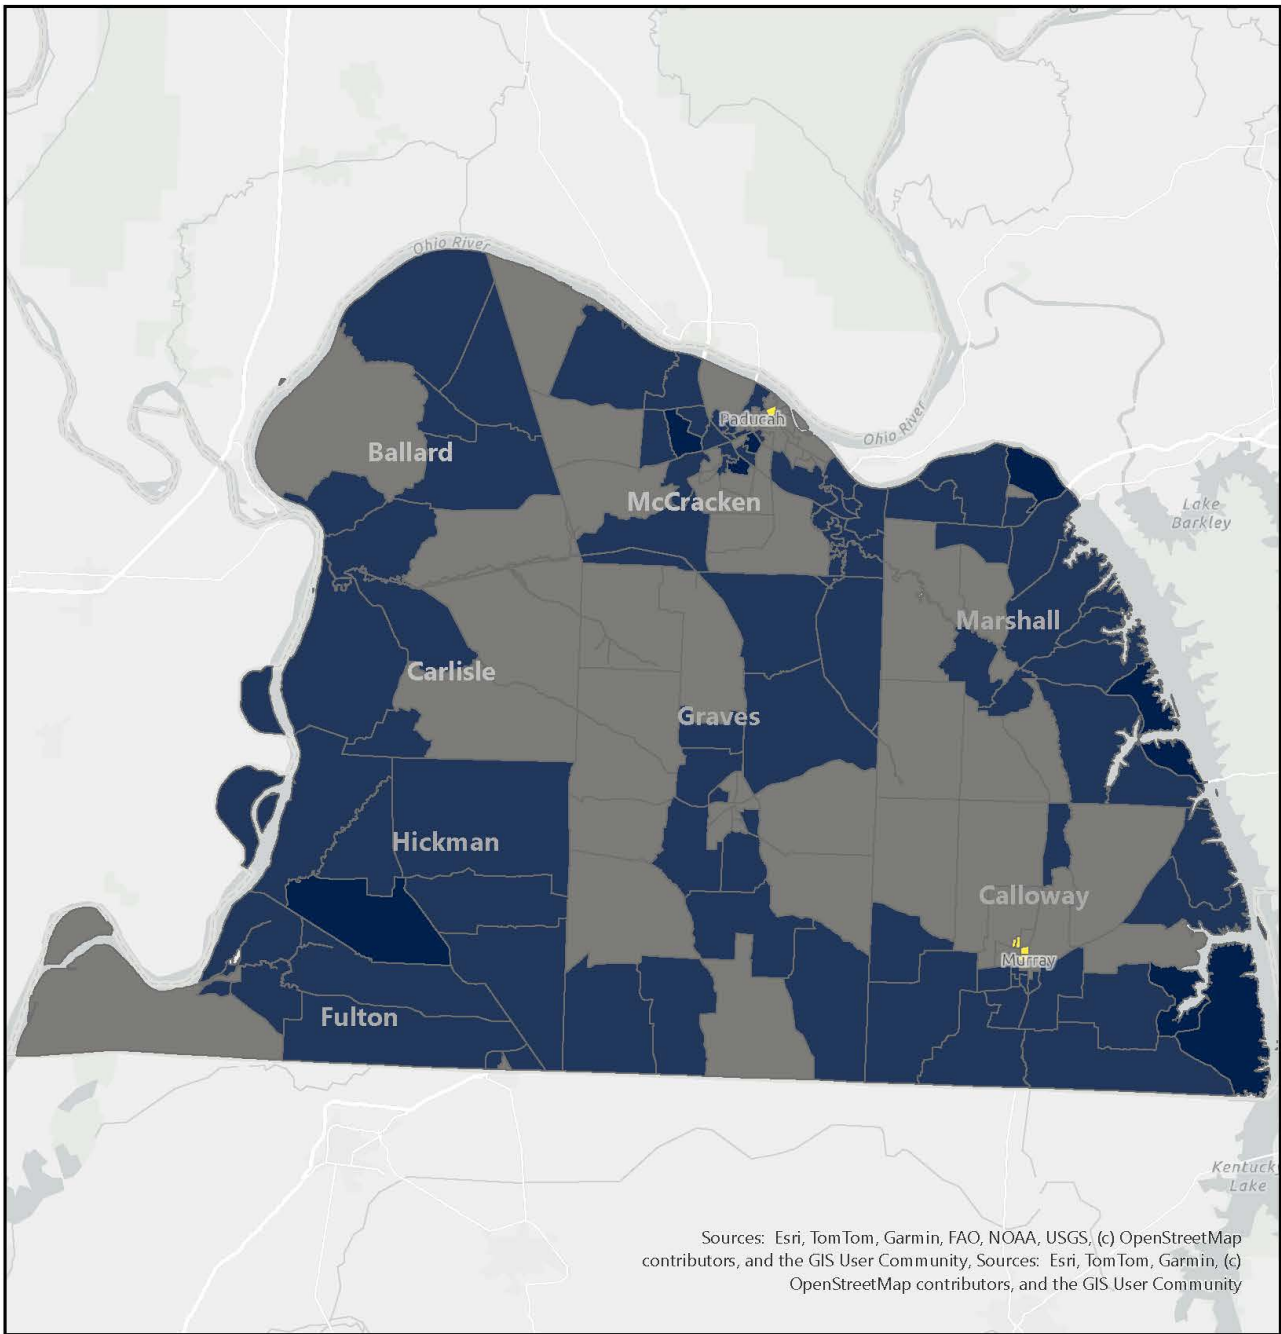 Ohio River
Paducah
Ohio River
Ballard
McCracken
Lake
Barkley
Marshall
Carlisle
Graves
Hickman
Calloway
Murray
Fulton
Kentuck
Lake
Sources: Esri, TomTom, Garmin, FAO, NOAA, USGS, (c) OpenStreetMap
contributors, and the GIS User Community, Sources: Esri, TomTom, Garmin, (c)
OpenStreetMap contributors, and the GIS User Community